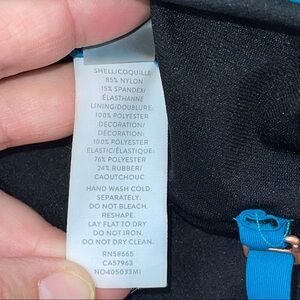 SHELL/COQUILLE:
85% NYLON
15% SPANDEX/
ÉLASTHANNE
LINING/DOUBLURE:
100% POLYESTER
DECORATION/
DÉCORATION:
100% POLYESTER
ELASTIC/ÉLASTIQUE:
76% POLYESTER
24% RUBBER/
CAOUTCHOUC
HAND WASH COLD.
SEPARATELY.
DO NOT BLEACH.
RESHAPE.
LAY FLAT TO DRY
DO NOT IRON.
DO NOT DRY CLEAN.
RN58665
CA57963
NO405033MI